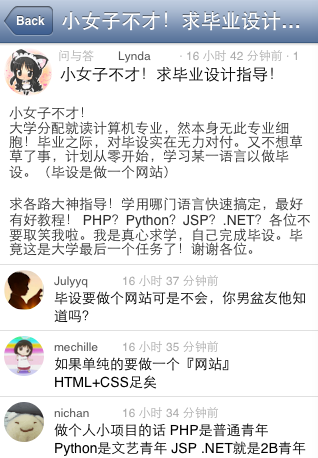 Back
小女子不才！求毕业设计...
问与答 Lynda · 16 小时 42 分钟前 · 1
小女子不才！求毕业设计指导！
小女子不才！
大学分配就读计算机专业，然本身无此专业细
胞！毕业之际，对毕设实在无力对付。又不想草
草了事，计划从零开始，学习某一语言以做毕
设。（毕设是做一个网站）
求各路大神指导！学用哪门语言快速搞定，最好
有好教程！ PHP？Python？JSP？.NET？各位不
要取笑我啦。我是真心求学，自己完成毕设。毕
竟这是大学最后一个任务了！谢谢各位。
Julyyq 16 小时 37 分钟前
毕设要做个网站可是不会，你男盆友他知
道吗？
mechille 16 小时 35 分钟前
如果单纯的要做一个『网站』
HTML+CSS足矣
nichan 16 小时 34 分钟前
做个人小项目的话 PHP是普通青年
Python是文艺青年 JSP .NET就是2B青年